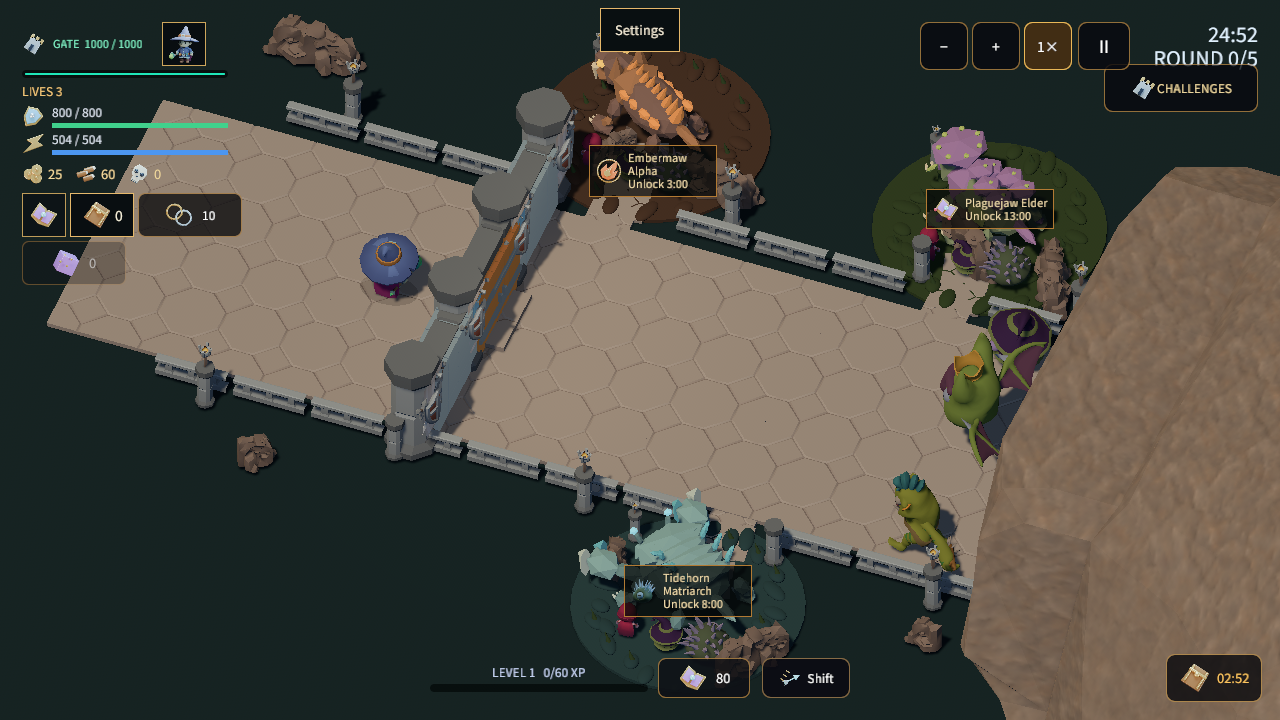 Settings
GATE 1000 / 1000
− + 1× II
24:52
ROUND 0/5
CHALLENGES
LIVES 3
800 / 800
504 / 504
25 60 0
0 10
0
Embermaw
Alpha
Unlock 3:00
Plaguejaw Elder
Unlock 13:00
Tidehorn
Matriarch
Unlock 8:00
LEVEL 1 0/60 XP
80
Shift
02:52